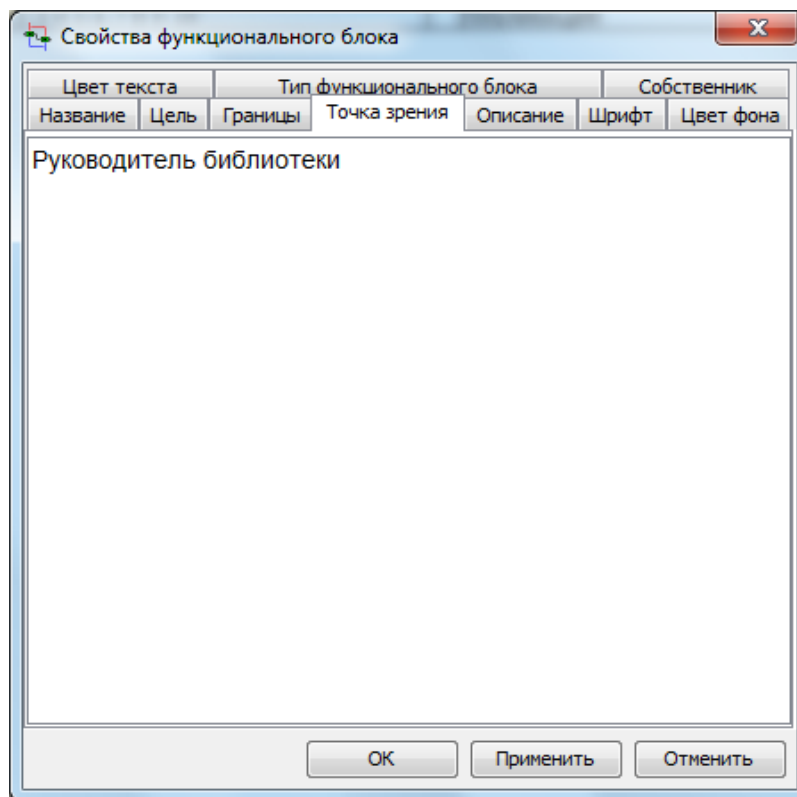 Свойства функционального блока
Цвет текста Тип функционального блока Собственник
Название Цель Границы Точка зрения Описание Шрифт Цвет фона
Руководитель библиотеки
ОК Применить Отменить